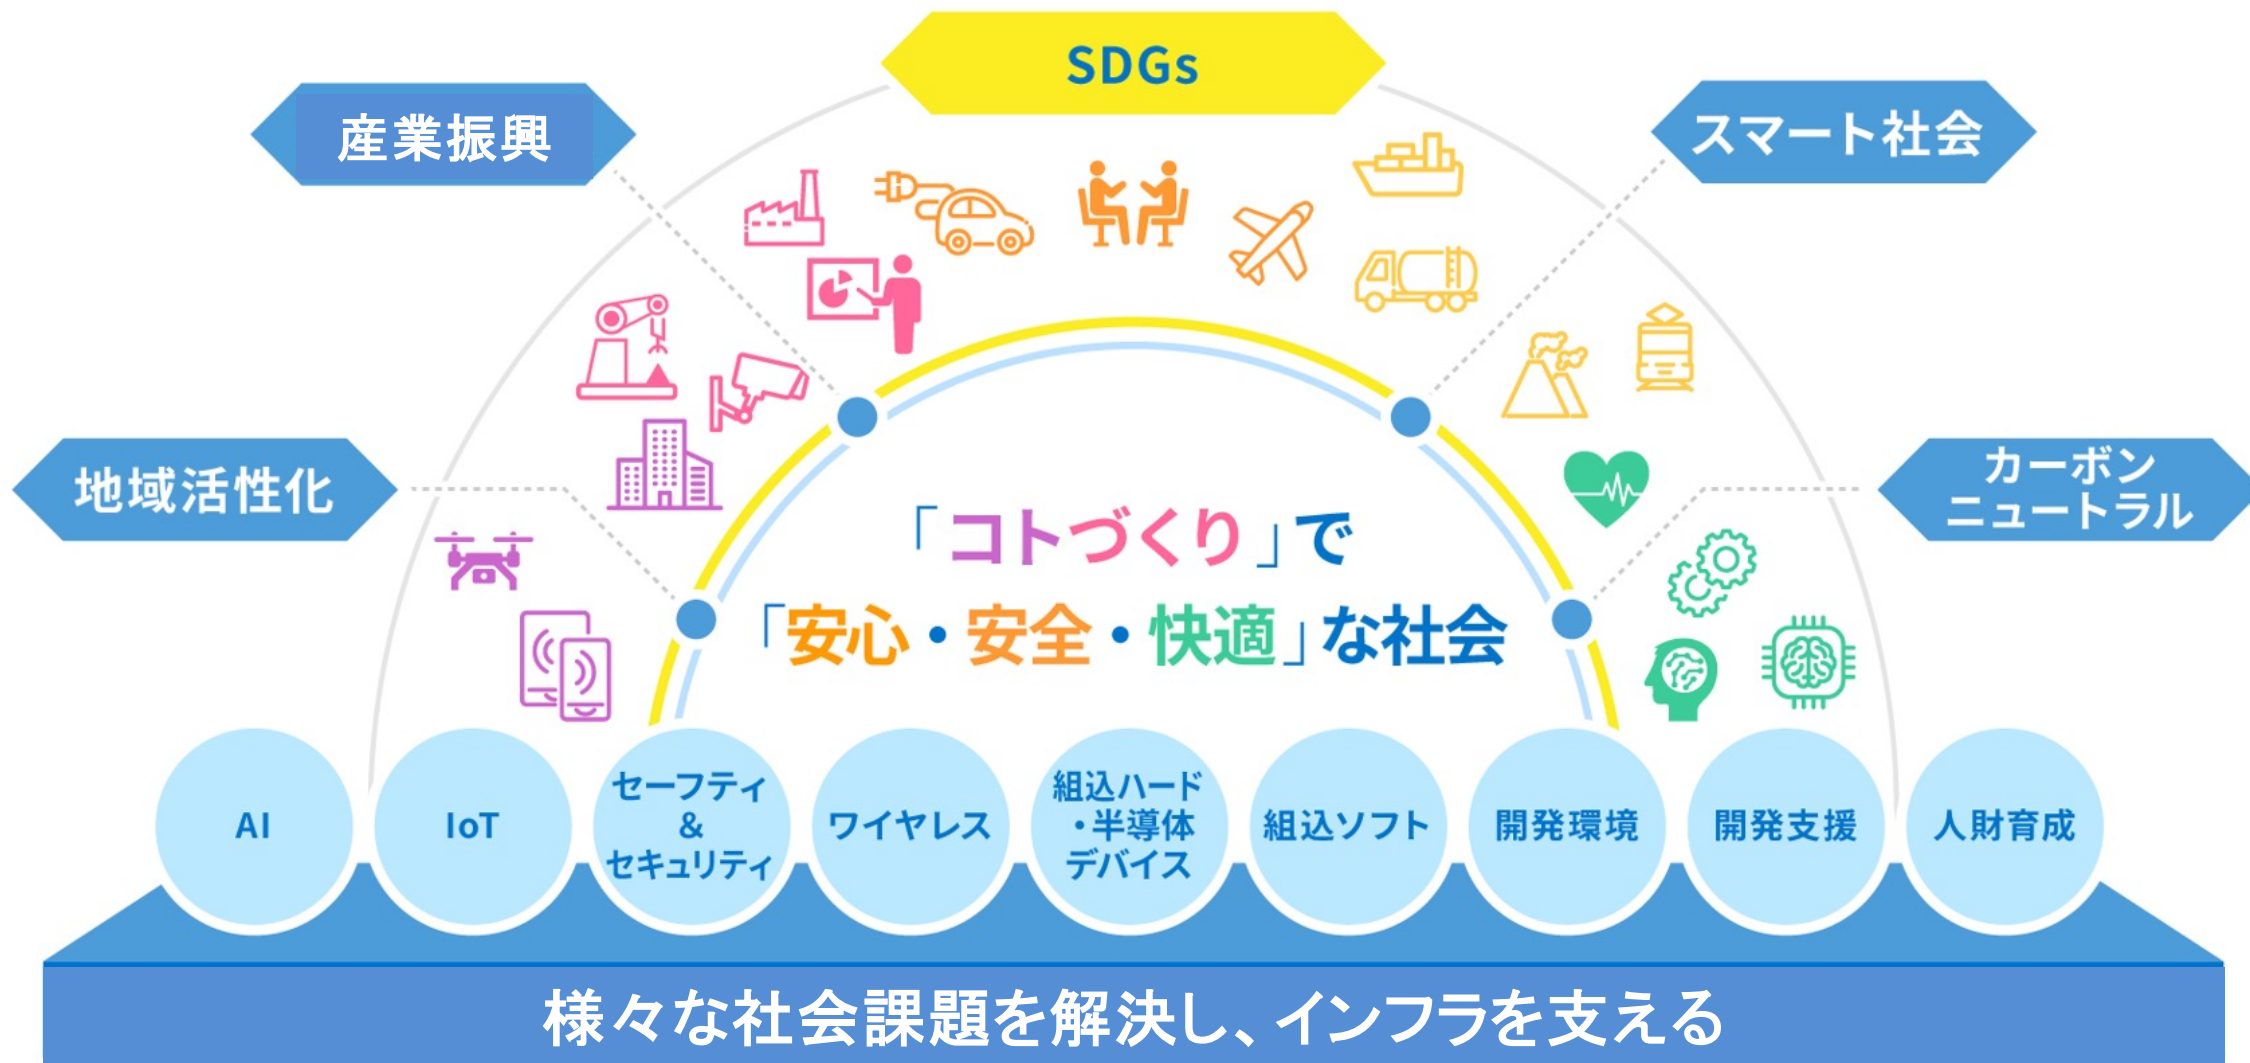 SDGs
産業振興
スマート社会
地域活性化
カーボン
ニュートラル
「コトづくり」で
「安心・安全・快適」な社会
AI
IoT
セーフティ
&
セキュリティ
ワイヤレス
組込ハード
・半導体
デバイス
組込ソフト
開発環境
開発支援
人財育成
様々な社会課題を解決し、インフラを支える